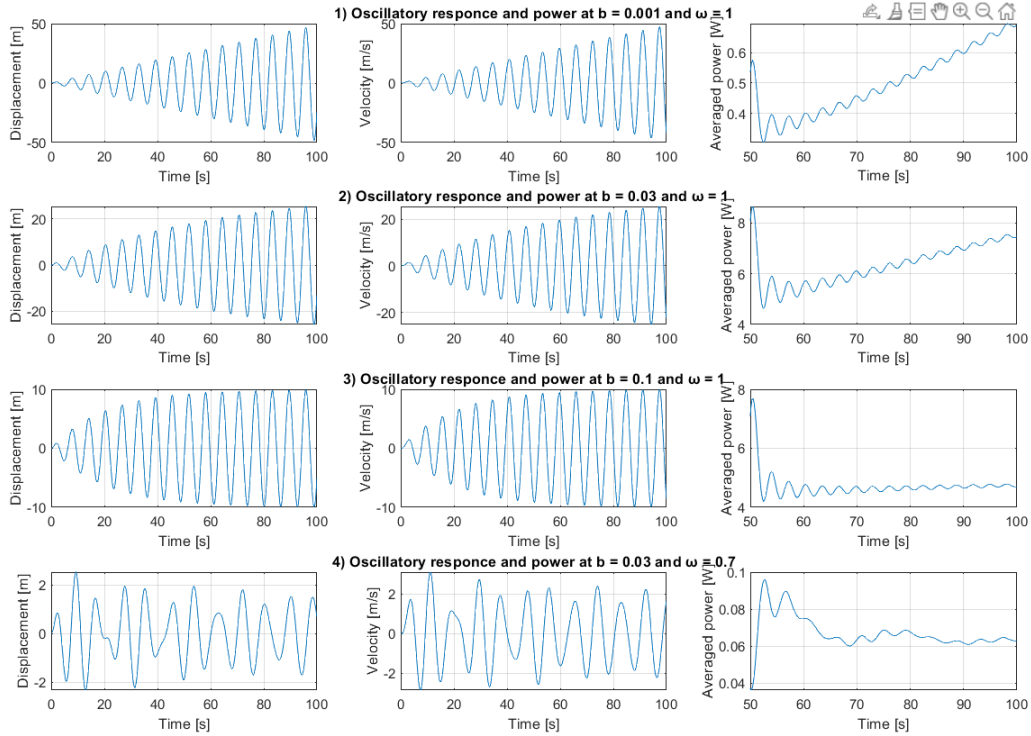 1) Oscillatory responce and power at b = 0.001 and ω = 1
Displacement [m]
50
0
-50
0 20 40 60 80 100
Time [s]
Velocity [m/s]
50
0
-50
0 20 40 60 80 100
Time [s]
Averaged power [W]
0.6
0.5
0.4
50 60 70 80 90 100
Time [s]
2) Oscillatory responce and power at b = 0.03 and ω = 1
Displacement [m]
20
0
-20
0 20 40 60 80 100
Time [s]
Velocity [m/s]
20
0
-20
0 20 40 60 80 100
Time [s]
Averaged power [W]
8
6
4
50 60 70 80 90 100
Time [s]
3) Oscillatory responce and power at b = 0.1 and ω = 1
Displacement [m]
10
0
-10
0 20 40 60 80 100
Time [s]
Velocity [m/s]
10
0
-10
0 20 40 60 80 100
Time [s]
Averaged power [W]
8
6
4
50 60 70 80 90 100
Time [s]
4) Oscillatory responce and power at b = 0.03 and ω = 0.7
Displacement [m]
2
0
-2
0 20 40 60 80 100
Time [s]
Velocity [m/s]
2
0
-2
0 20 40 60 80 100
Time [s]
Averaged power [W]
0.1
0.08
0.06
0.04
50 60 70 80 90 100
Time [s]